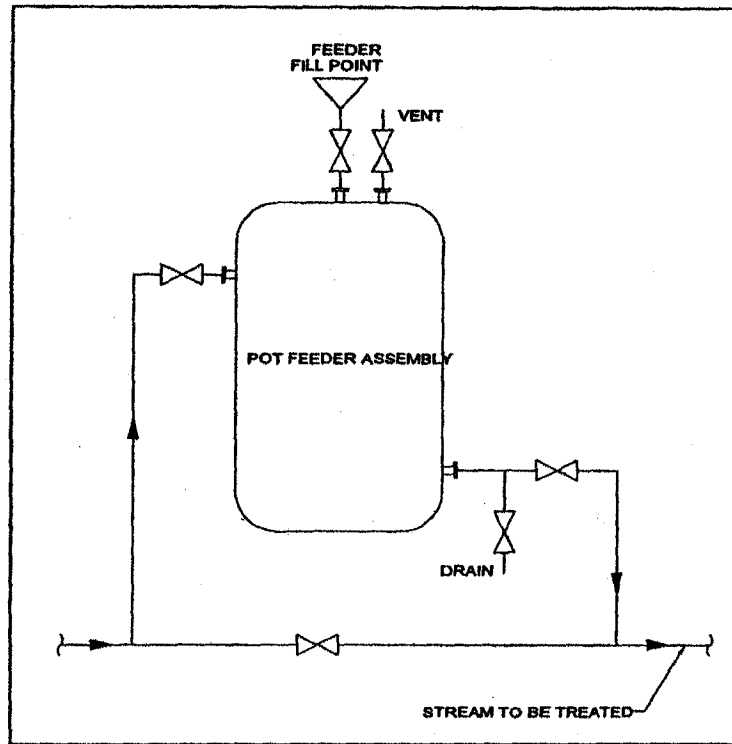 FEEDER
FILL POINT
VENT
POT FEEDER ASSEMBLY
DRAIN
STREAM TO BE TREATED